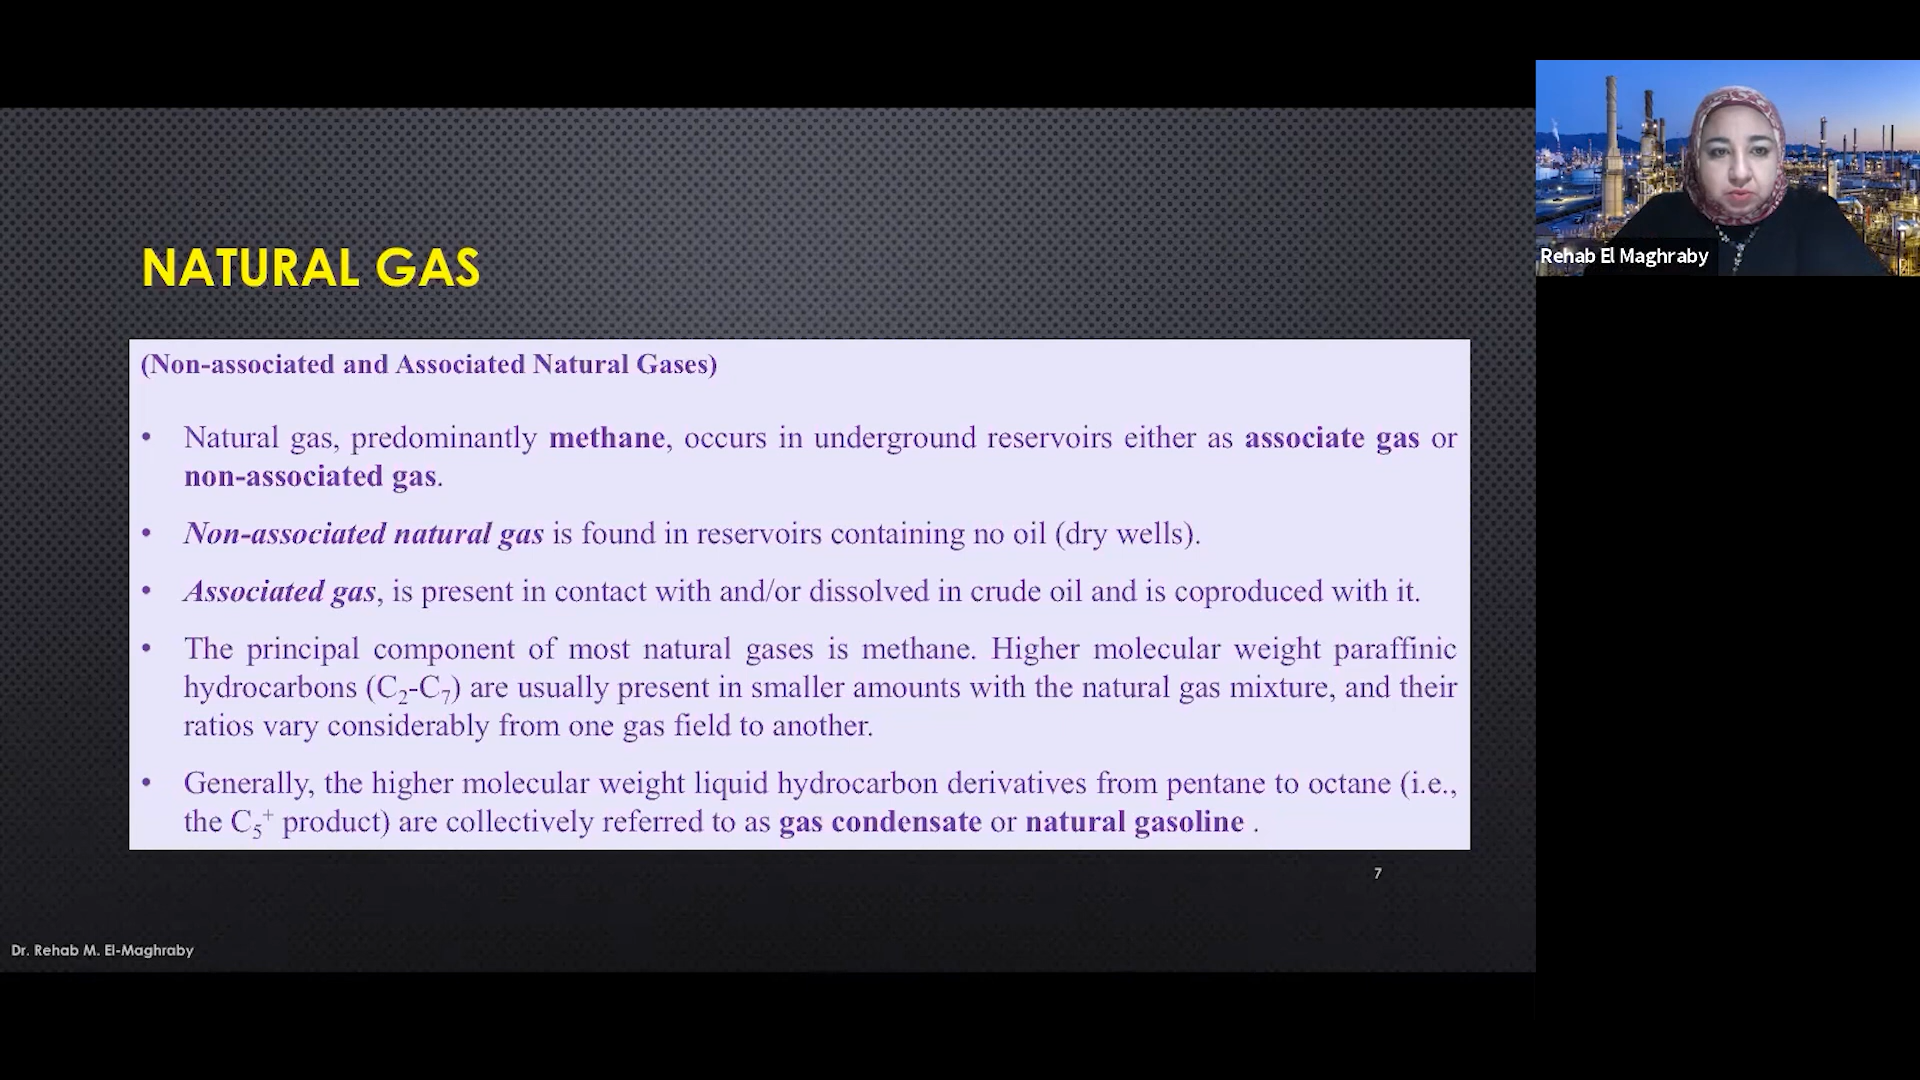 NATURAL GAS
(Non-associated and Associated Natural Gases)
• Natural gas, predominantly methane, occurs in underground reservoirs either as associate gas or
non-associated gas.
• Non-associated natural gas is found in reservoirs containing no oil (dry wells).
• Associated gas, is present in contact with and/or dissolved in crude oil and is coproduced with it.
• The principal component of most natural gases is methane. Higher molecular weight paraffinic
hydrocarbons (C₂-C₇) are usually present in smaller amounts with the natural gas mixture, and their
ratios vary considerably from one gas field to another.
• Generally, the higher molecular weight liquid hydrocarbon derivatives from pentane to octane (i.e.,
the C₅⁺ product) are collectively referred to as gas condensate or natural gasoline .
7
Dr. Rehab M. El-Maghraby
Rehab El Maghraby